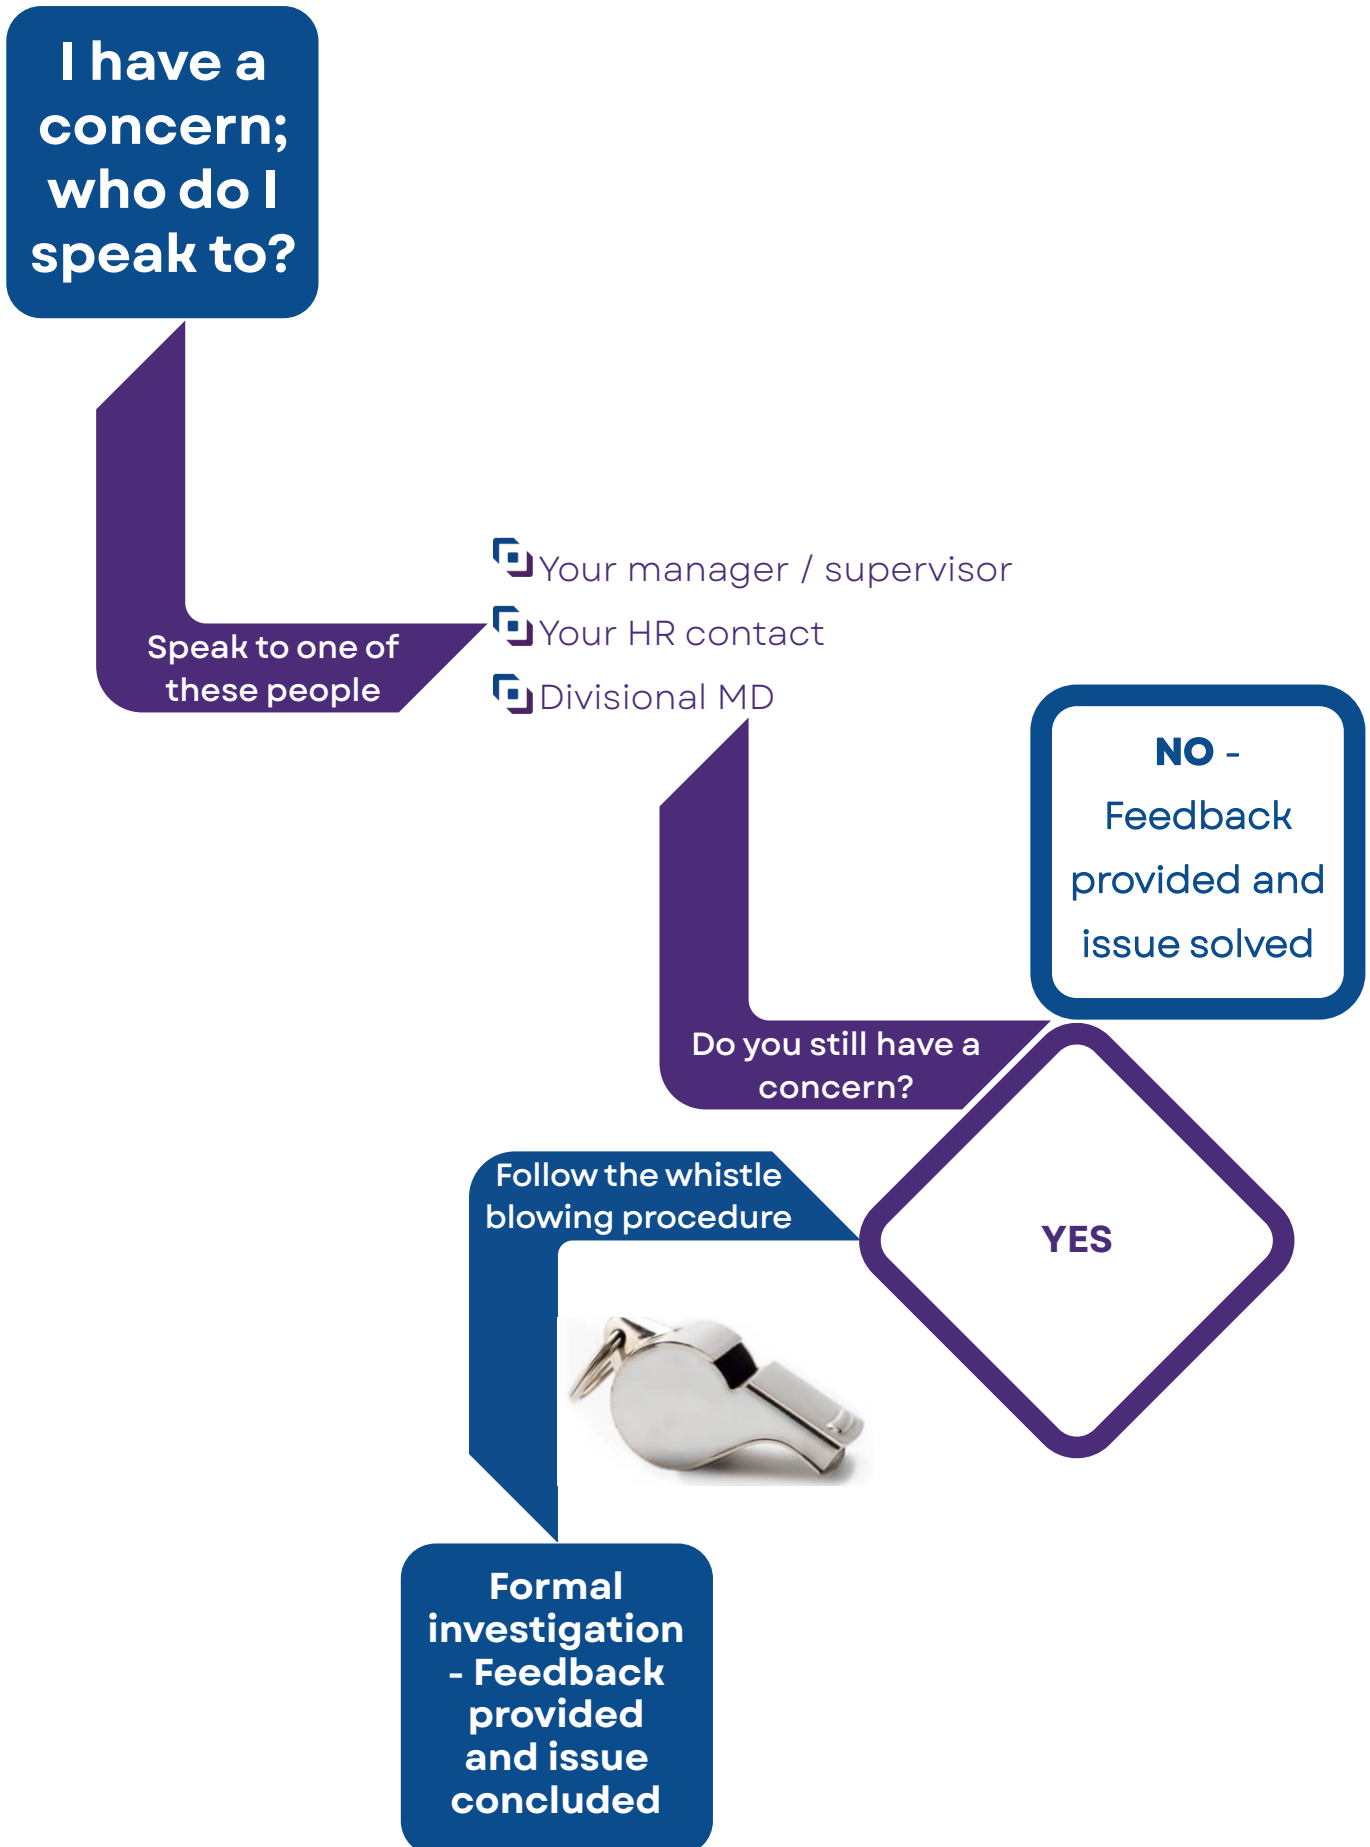 I have a
concern;
who do I
speak to?
Speak to one of
these people
Your manager / supervisor
Your HR contact
Divisional MD
NO -
Feedback
provided and
issue solved
Do you still have a
concern?
YES
Follow the whistle
blowing procedure
Formal
investigation
- Feedback
provided
and issue
concluded